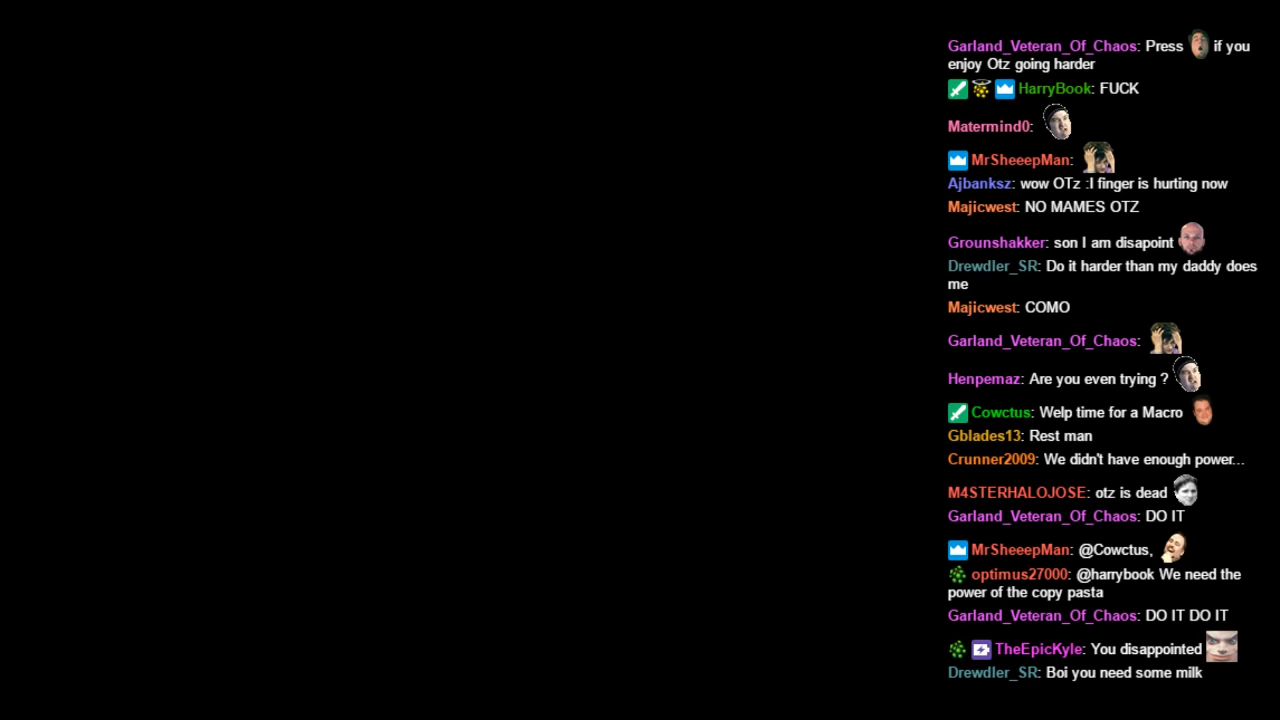 Garland_Veteran_Of_Chaos: Press if you
enjoy Otz going harder
HarryBook: FUCK
Matermind0:
MrSheeepMan:
Ajbanksz: wow OTz :I finger is hurting now
Majicwest: NO MAMES OTZ
Grounshakker: son I am disapoint
Drewdler_SR: Do it harder than my daddy does
me
Majicwest: COMO
Garland_Veteran_Of_Chaos:
Henpemaz: Are you even trying ?
Cowctus: Welp time for a Macro
Gblades13: Rest man
Crunner2009: We didn't have enough power...
M4STERHALOJOSE: otz is dead
Garland_Veteran_Of_Chaos: DO IT
MrSheeepMan: @Cowctus,
optimus27000: @harrybook We need the
power of the copy pasta
Garland_Veteran_Of_Chaos: DO IT DO IT
TheEpicKyle: You disappointed
Drewdler_SR: Boi you need some milk